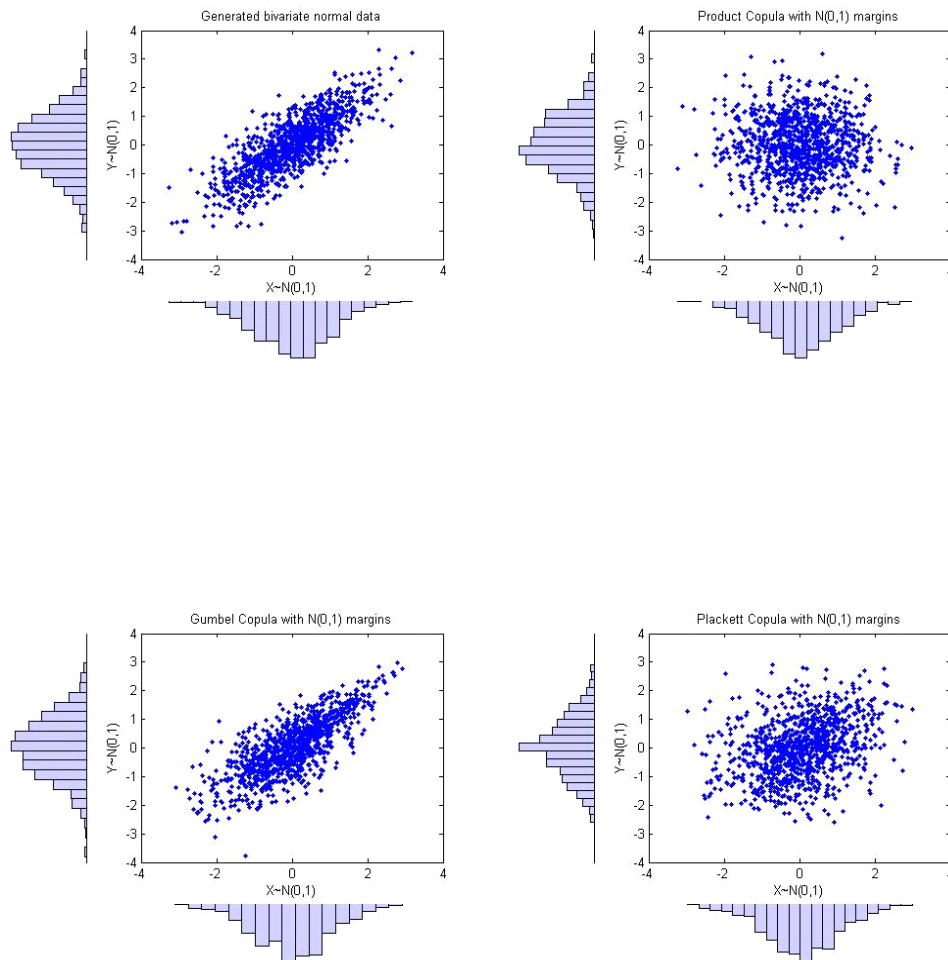 Generated bivariate normal data
4
3
2
1
0
-1
-2
-3
-4
Y~N(0,1)
-4 -2 0 2 4
X~N(0,1)
Product Copula with N(0,1) margins
4
3
2
1
0
-1
-2
-3
-4
Y~N(0,1)
-4 -2 0 2 4
X~N(0,1)
Gumbel Copula with N(0,1) margins
4
3
2
1
0
-1
-2
-3
-4
Y~N(0,1)
-4 -2 0 2 4
X~N(0,1)
Plackett Copula with N(0,1) margins
4
3
2
1
0
-1
-2
-3
-4
Y~N(0,1)
-4 -2 0 2 4
X~N(0,1)